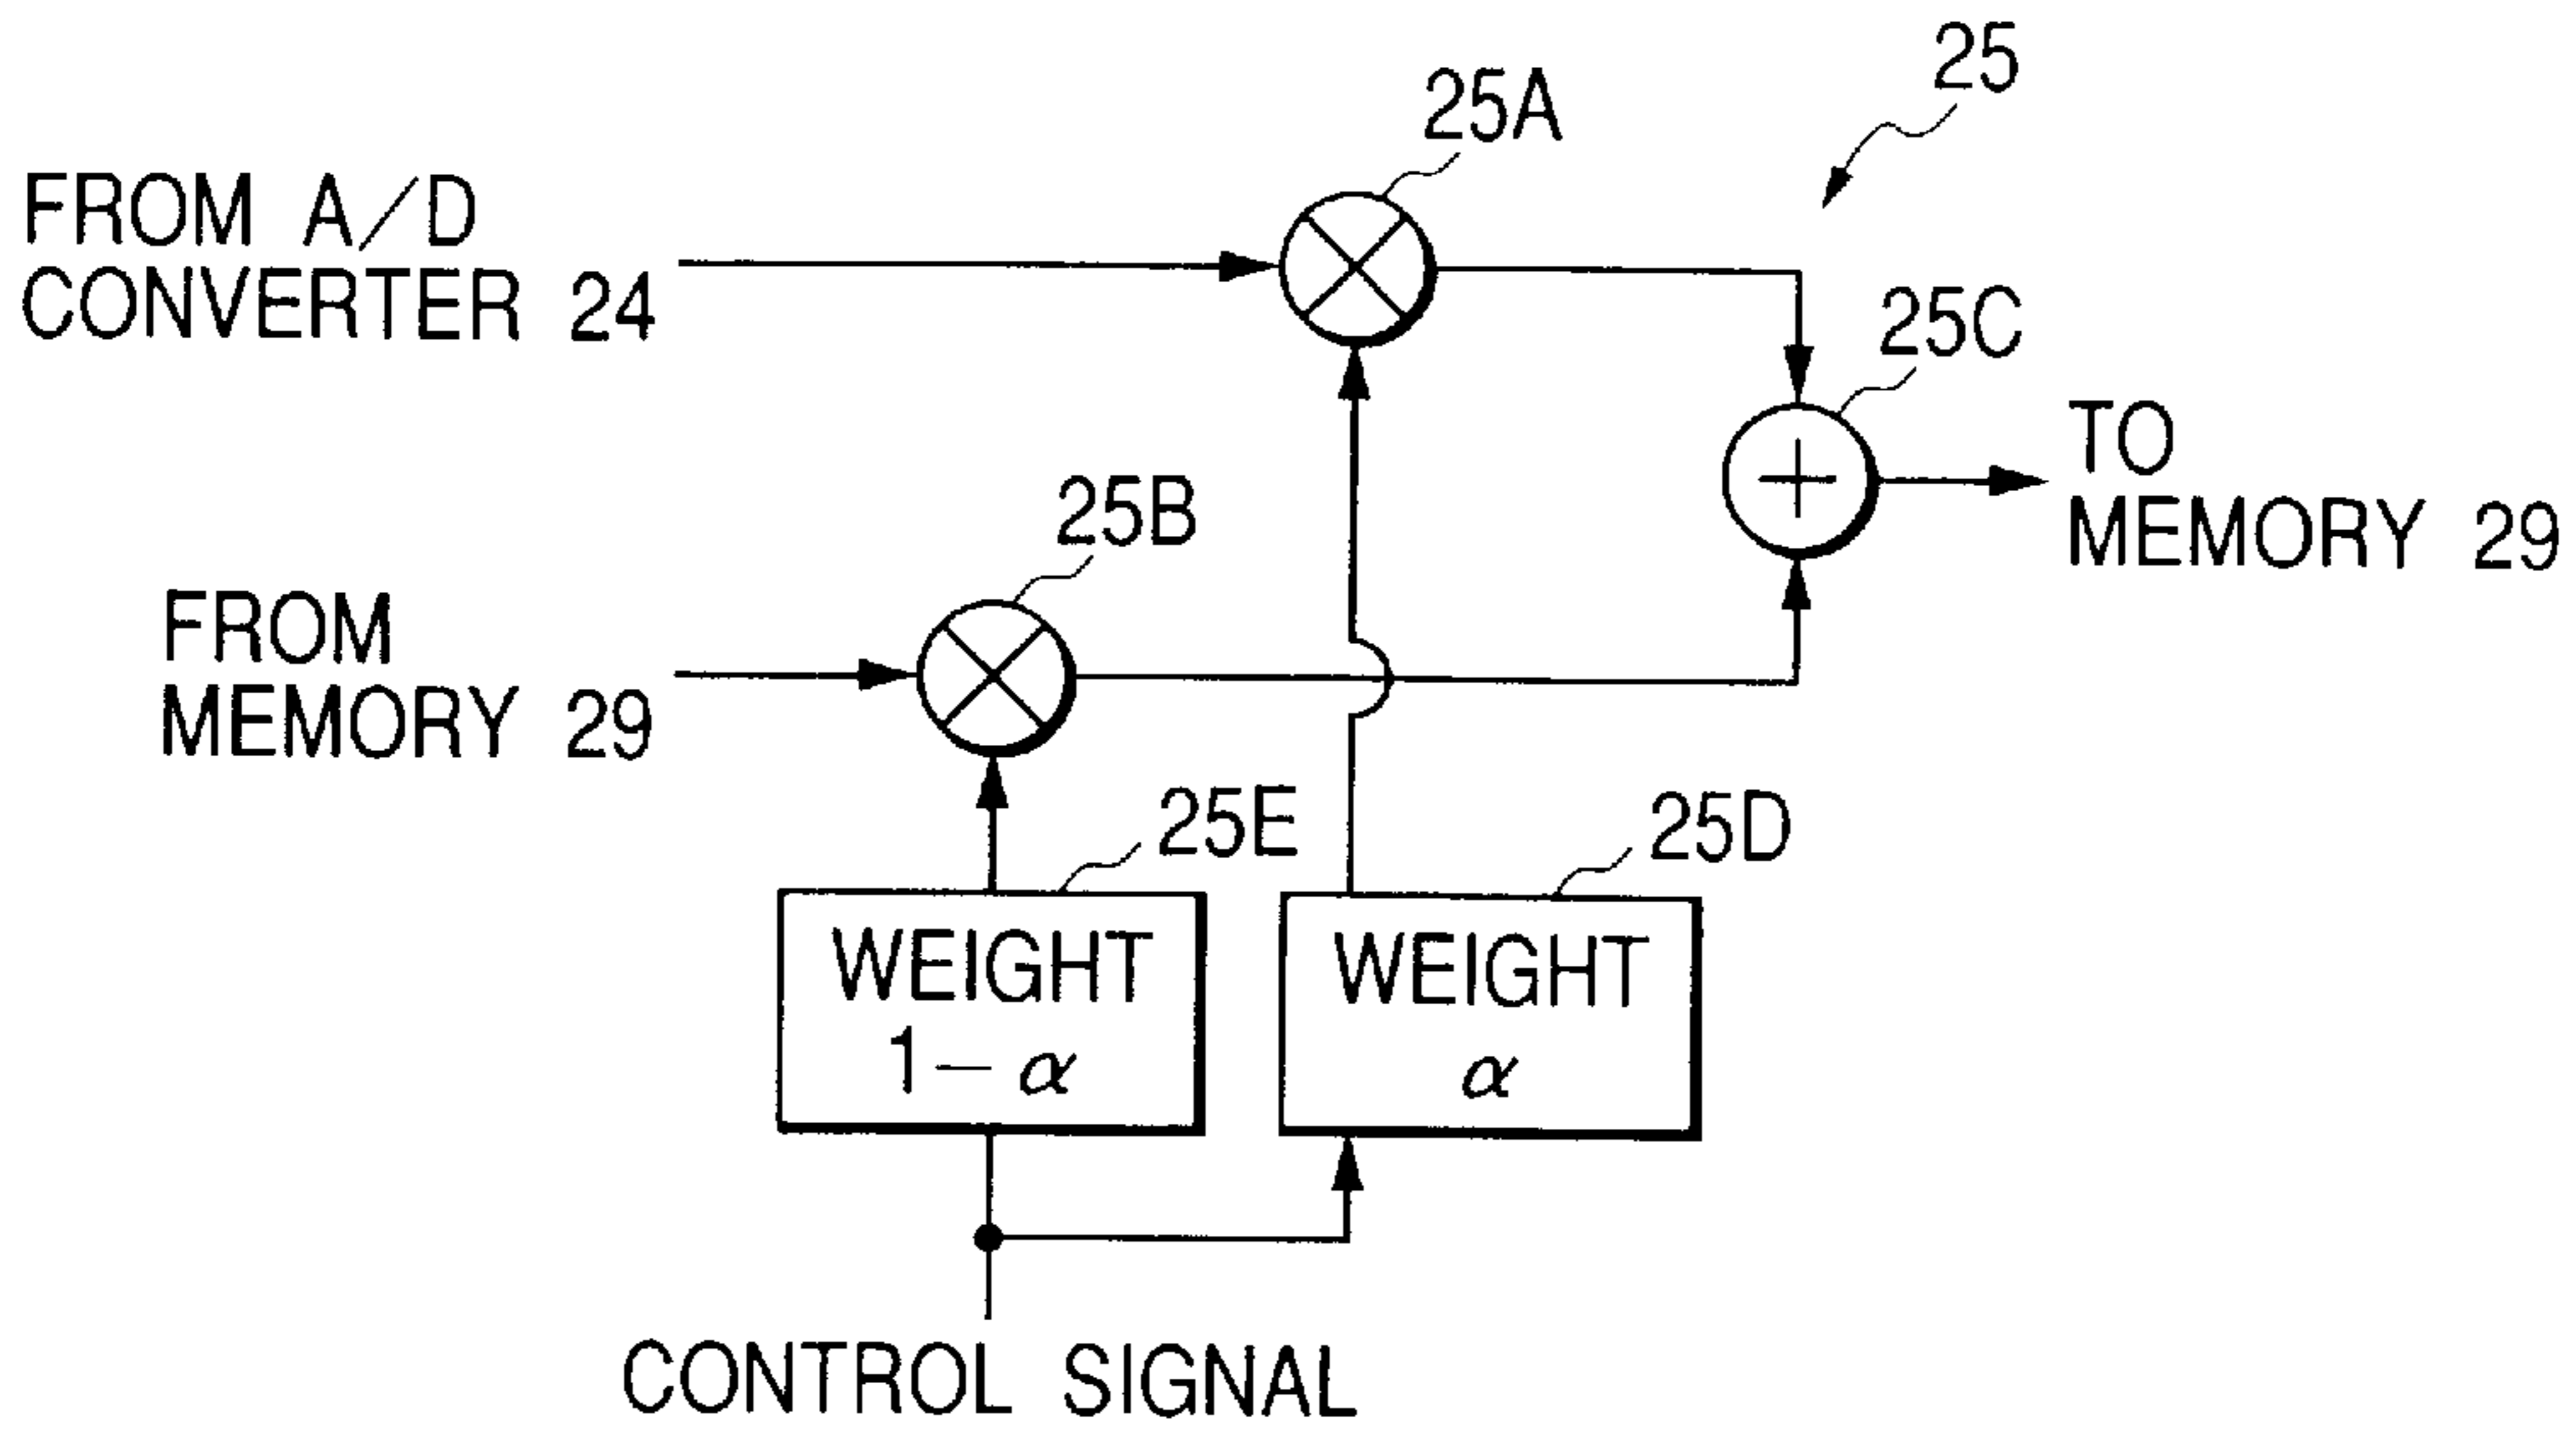 25
25A
FROM A/D
CONVERTER 24
25C
TO
MEMORY 29
25B
FROM
MEMORY 29
25E
25D
WEIGHT
1- α
WEIGHT
α
CONTROL SIGNAL